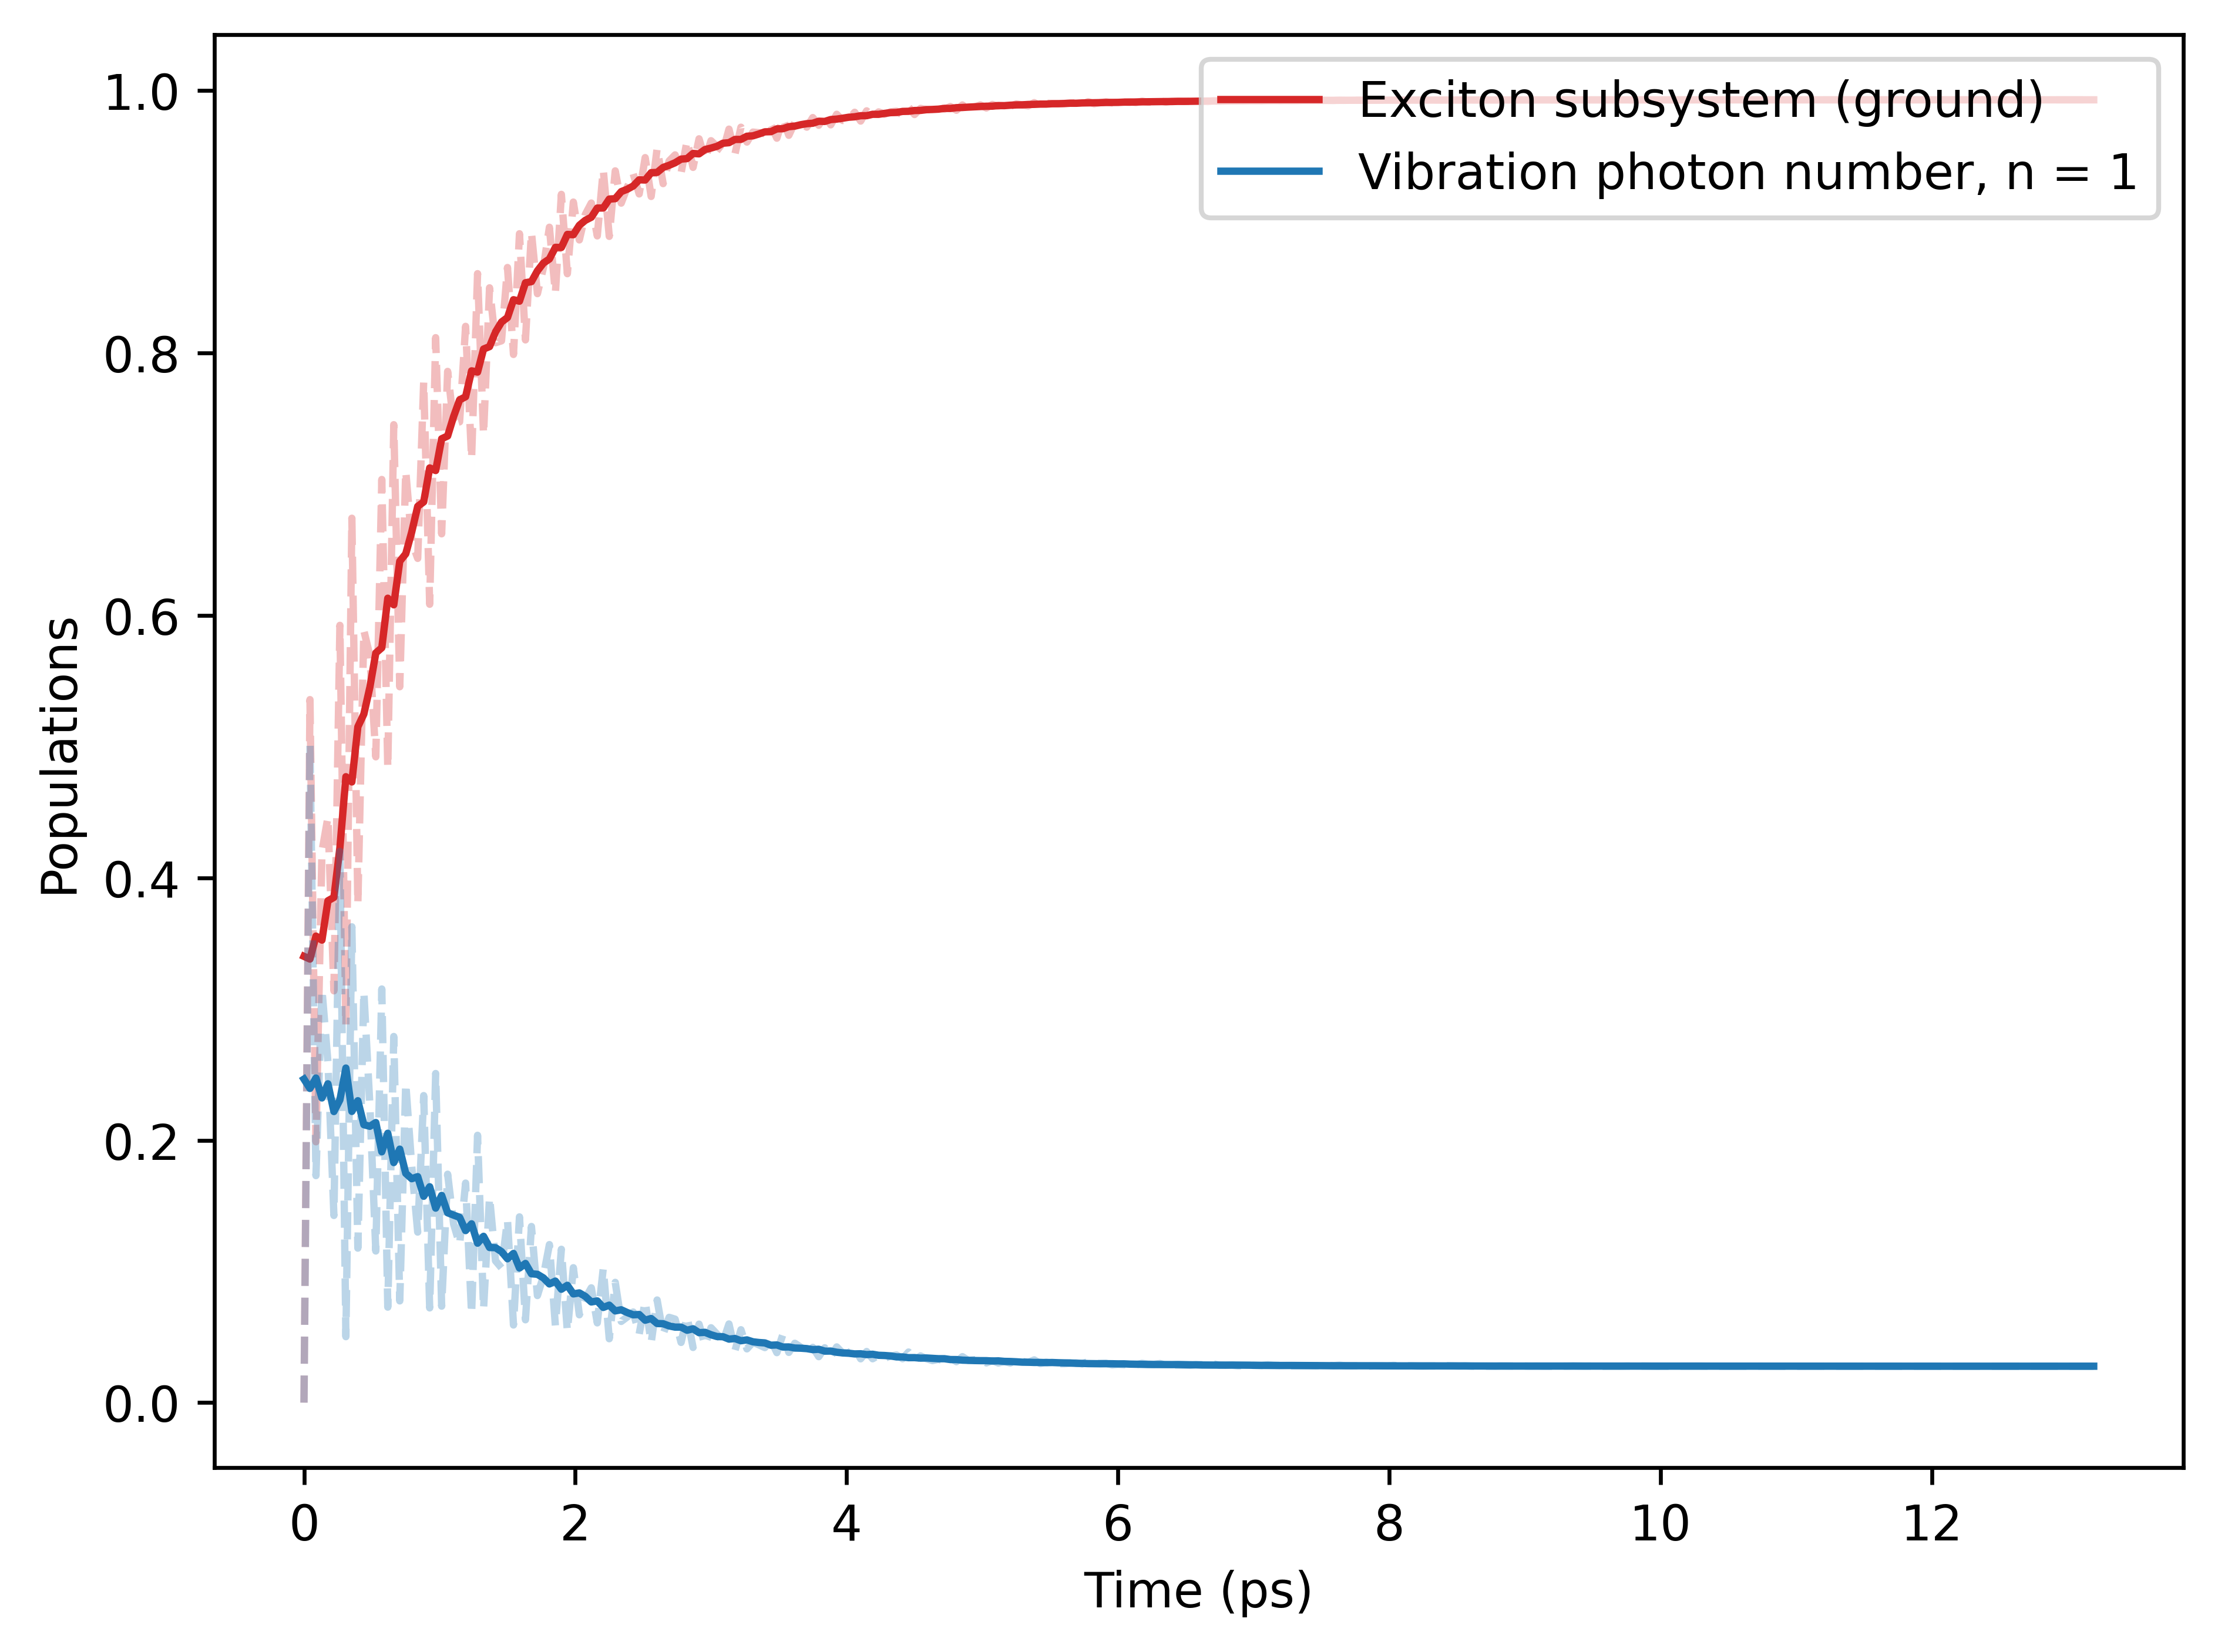 Exciton subsystem (ground)
Vibration photon number, n = 1
Populations
1.0
0.8
0.6
0.4
0.2
0.0
0 2 4 6 8 10 12
Time (ps)